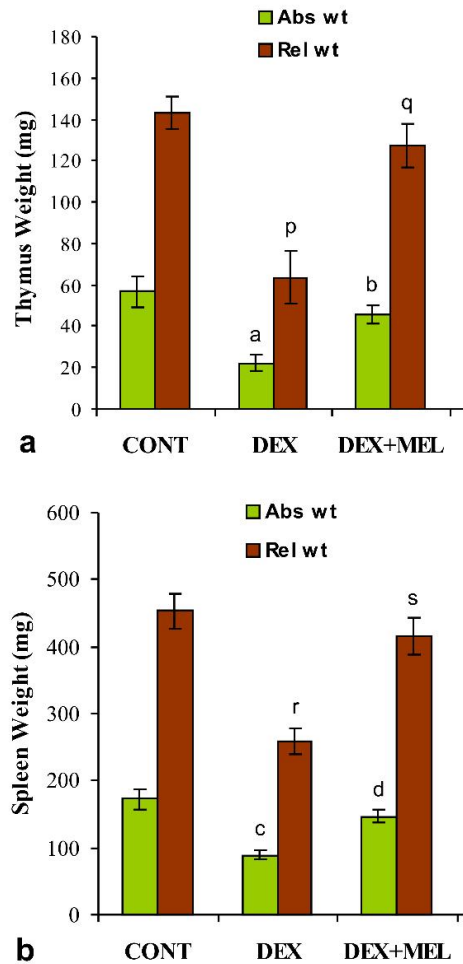 Abs wt
Rel wt
180
160
140
120
100
80
60
40
20
0
Thymus Weight (mg)
a
p
b
q
CONT DEX DEX+MEL
a
Abs wt
Rel wt
600
500
400
300
200
100
0
Spleen Weight (mg)
c
r
d
s
CONT DEX DEX+MEL
b